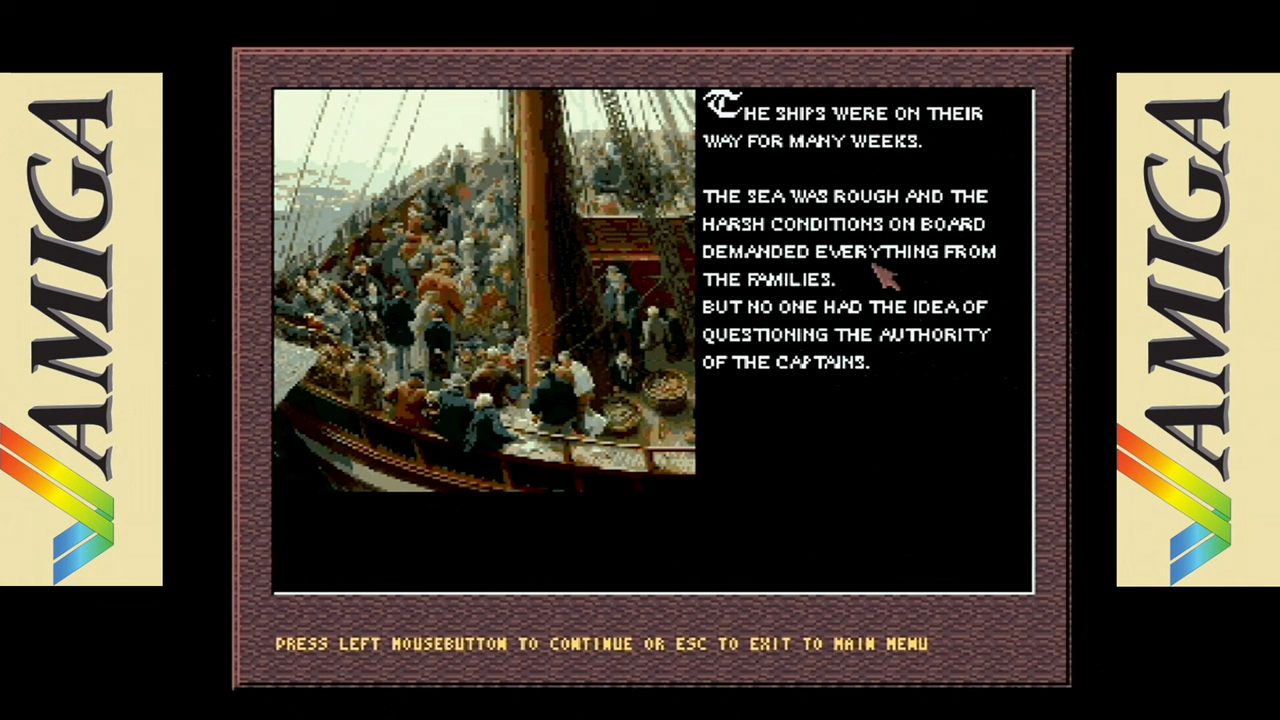 AMIGA
THE SHIPS WERE ON THEIR
WAY FOR MANY WEEKS.
THE SEA WAS ROUGH AND THE
HARSH CONDITIONS ON BOARD
DEMANDED EVERYTHING FROM
THE FAMILIES.
BUT NO ONE HAD THE IDEA OF
QUESTIONING THE AUTHORITY
OF THE CAPTAINS.
PRESS LEFT MOUSEBUTTON TO CONTINUE OR ESC TO EXIT TO MAIN MENU
AMIGA